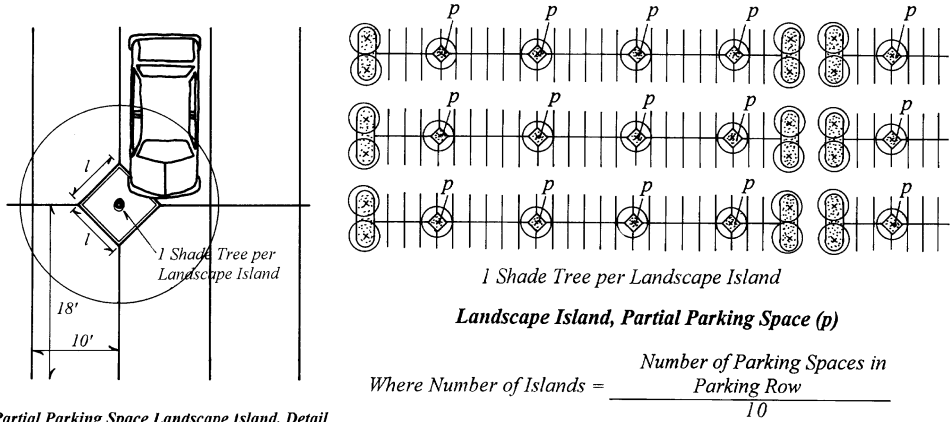 p p p p p
l
l
1 Shade Tree per
Landscape Island
18'
10'
Partial Parking Space Landscape Island, Detail
p p p p p
p p p p p
1 Shade Tree per Landscape Island
Landscape Island, Partial Parking Space (p)
Where Number of Islands =
Number of Parking Spaces in
Parking Row
10